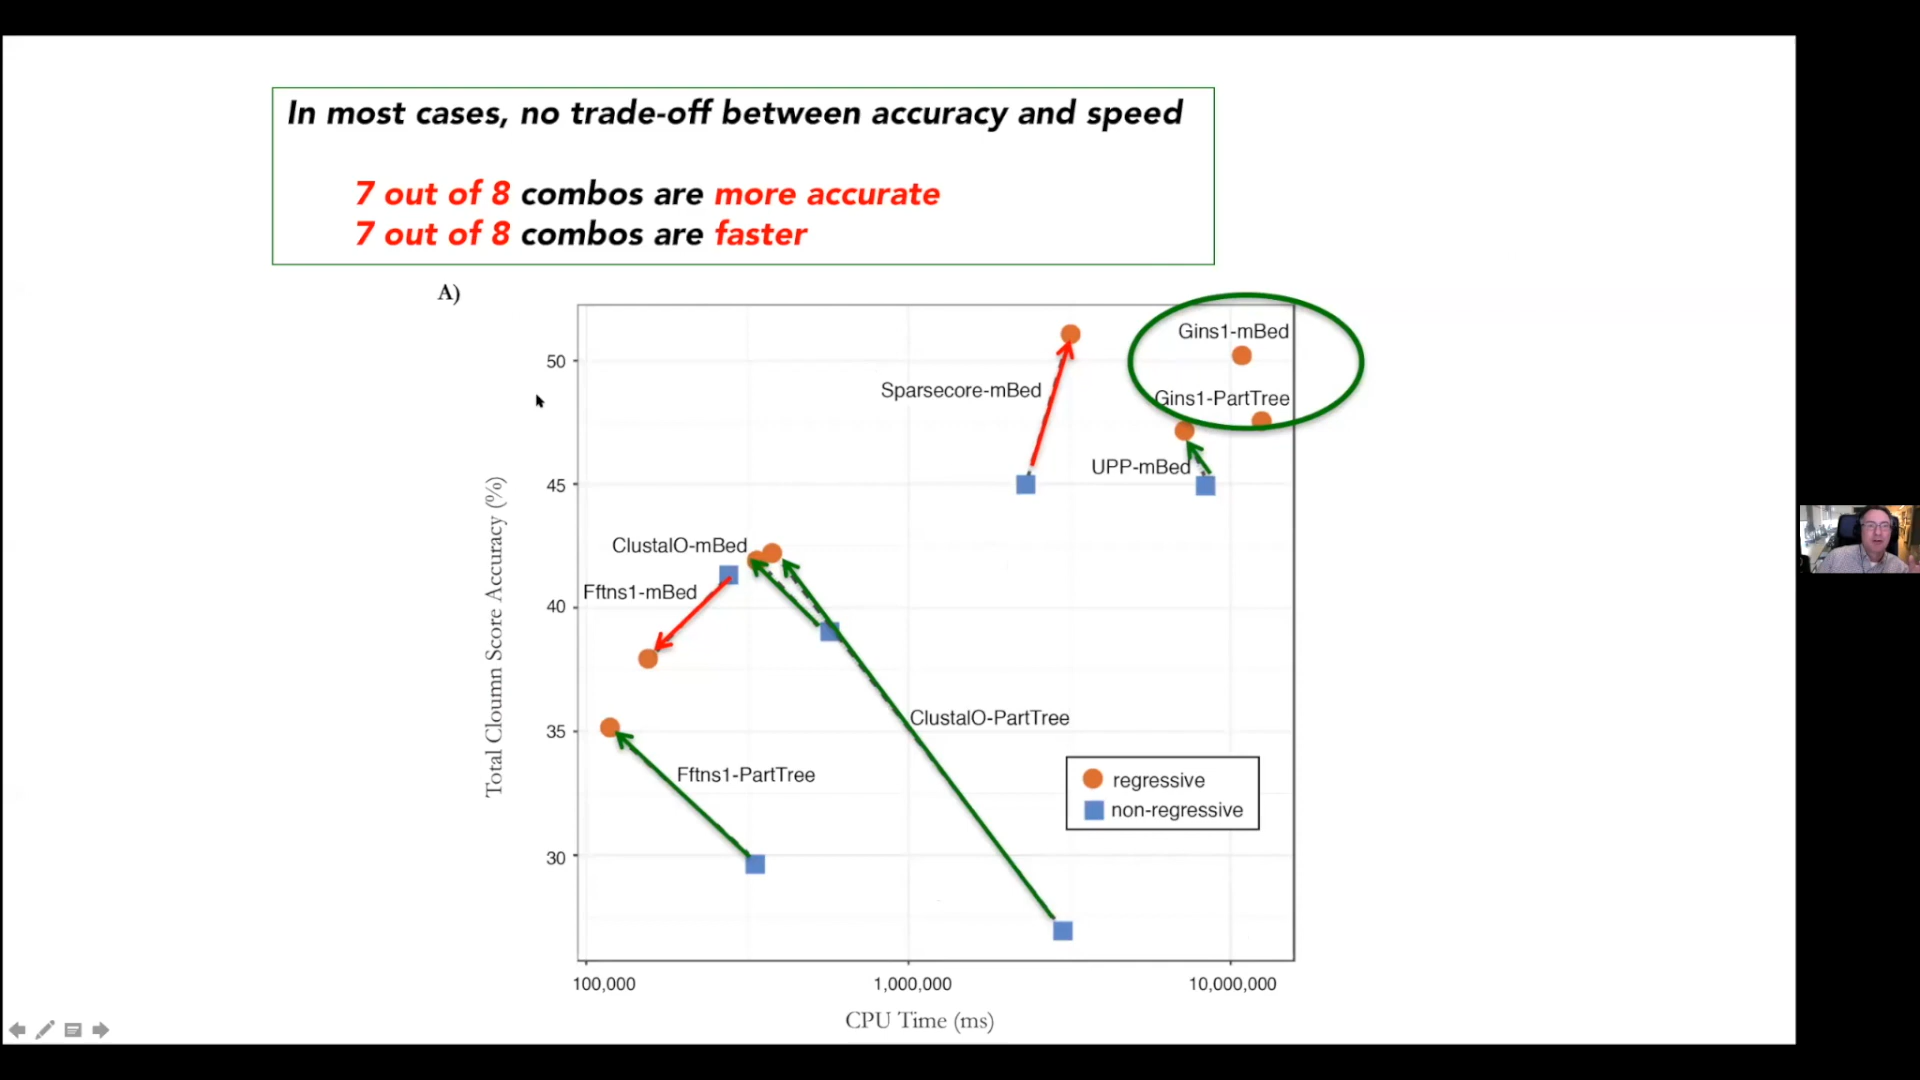 In most cases, no trade-off between accuracy and speed
7 out of 8 combos are more accurate
7 out of 8 combos are faster
A)
Gins1-mBed
50
Sparsecore-mBed
Gins1-PartTree
UPP-mBed
45
Total Cloumn Score Accuracy (%)
ClustalO-mBed
Fftns1-mBed
40
ClustalO-PartTree
35
Fftns1-PartTree
regressive
non-regressive
30
100,000
1,000,000
10,000,000
CPU Time (ms)